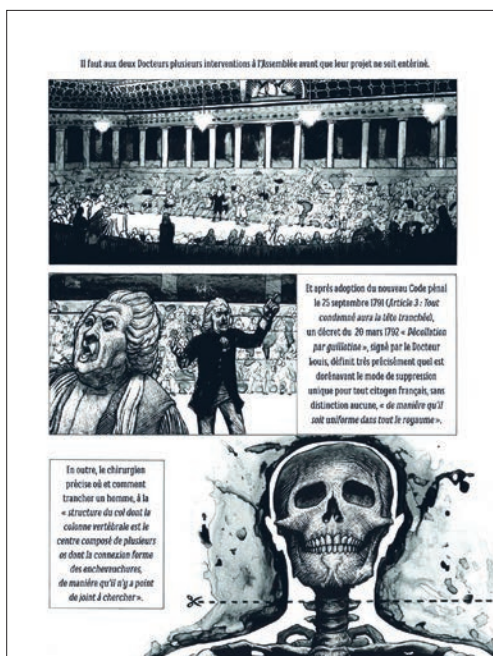 Il faut aux deux Docteurs plusieurs interventions à l'Assemblée avant que leur projet ne soit entériné.
Et après adoption du nouveau Code pénal
le 25 septembre 1791 (Article 3 : Tout
condamné aura la tête tranchée),
un décret du 20 mars 1792 « Décollation
par guillotine », signé par le Docteur
Louis, définit très précisément quel est
dorénavant le mode de suppression
unique pour tout citoyen français, sans
distinction aucune, « de manière qu'il
soit uniforme dans tout le royaume ».
En outre, le chirurgien
précise où et comment
trancher un homme, à la
« structure du col dont la
colonne vertébrale est le
centre composé de plusieurs
os dont la connexion forme
des enchevauchures,
de manière qu'il n'y a point
de joint à chercher ».